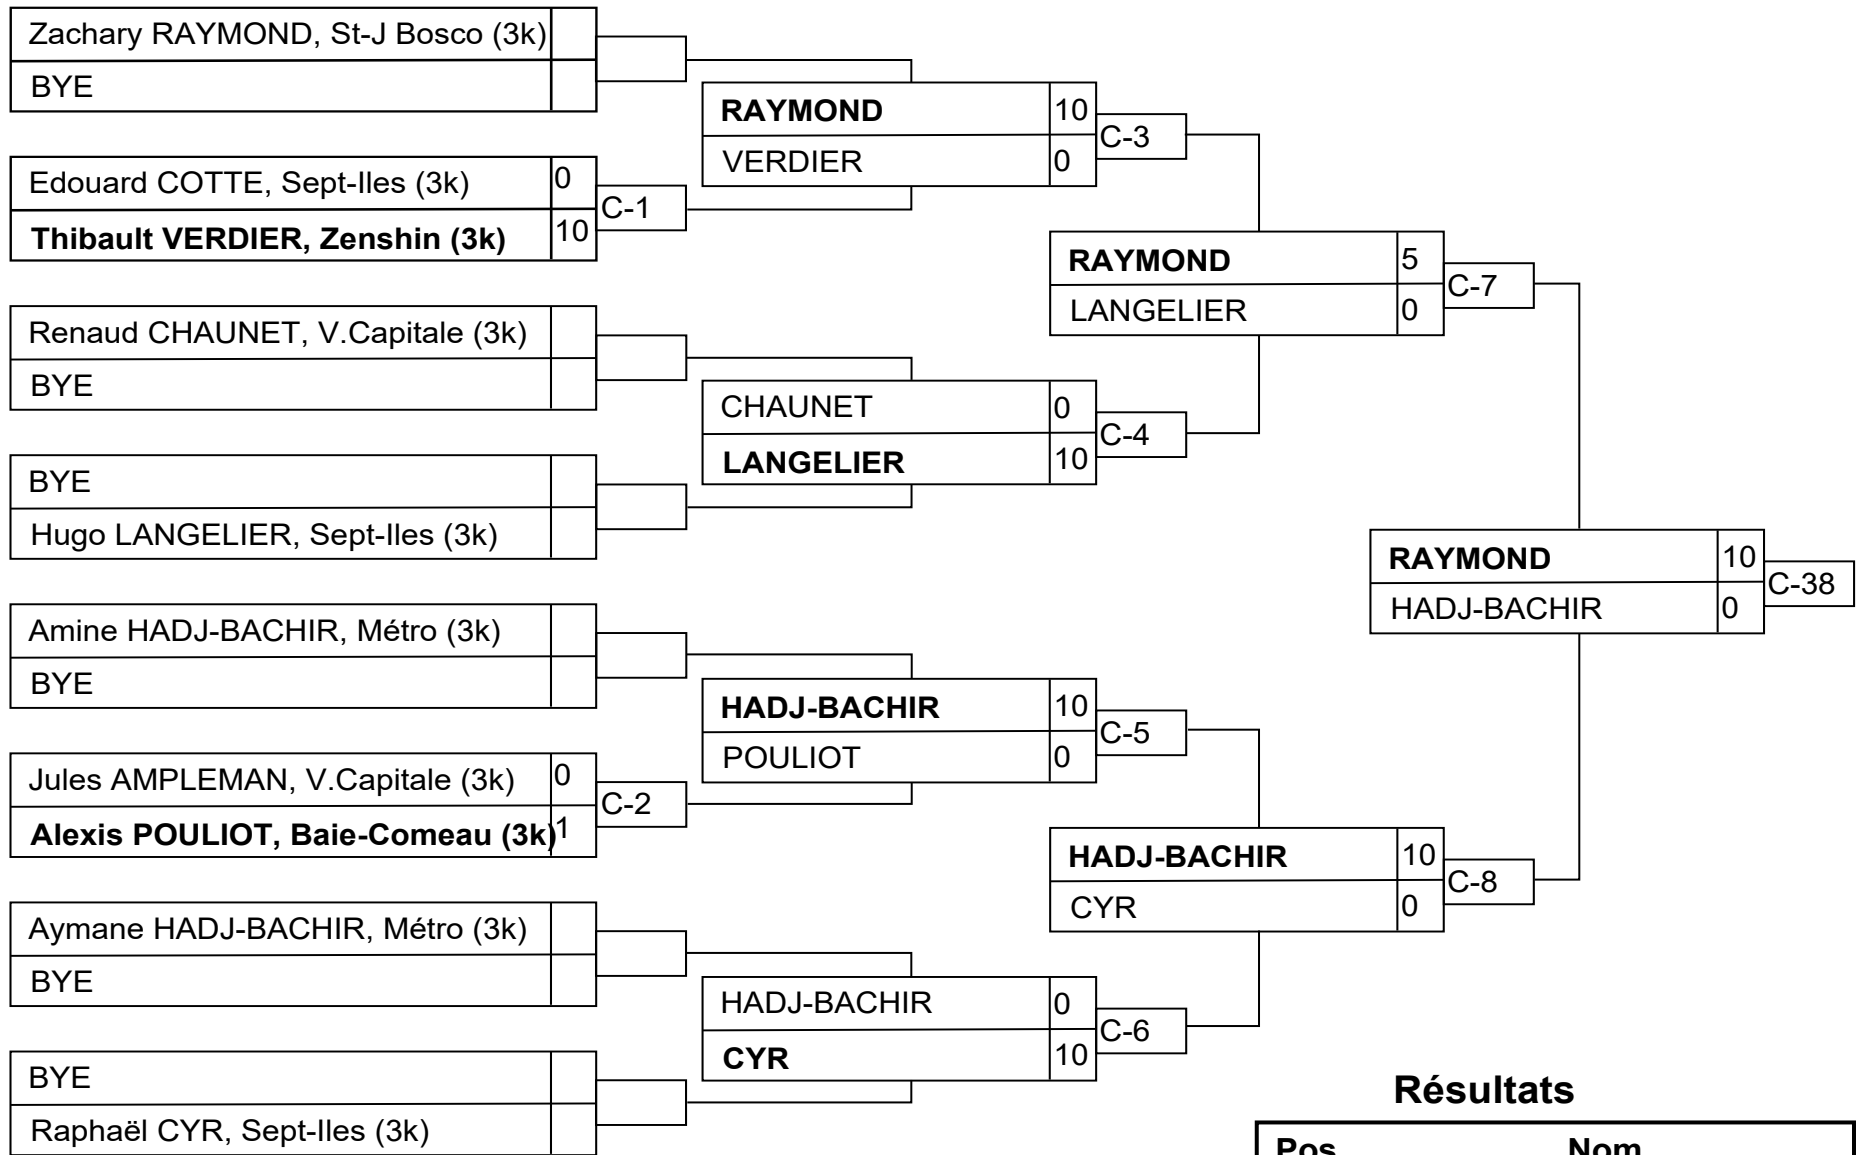 Zachary RAYMOND, St-J Bosco (3k)
BYE
Edouard COTTE, Sept-Iles (3k) 0
Thibault VERDIER, Zenshin (3k) 10
C-1
Renaud CHAUNET, V.Capitale (3k)
BYE
BYE
Hugo LANGELIER, Sept-Iles (3k)
Amine HADJ-BACHIR, Métro (3k)
BYE
Jules AMPLEMAN, V.Capitale (3k) 0
Alexis POULIOT, Baie-Comeau (3k) 1
C-2
Aymane HADJ-BACHIR, Métro (3k)
BYE
BYE
Raphaël CYR, Sept-Iles (3k)
RAYMOND 10
VERDIER 0
C-3
CHAUNET 0
LANGELIER 10
C-4
HADJ-BACHIR 10
POULIOT 0
C-5
HADJ-BACHIR 0
CYR 10
C-6
RAYMOND 5
LANGELIER 0
C-7
HADJ-BACHIR 10
CYR 0
C-8
RAYMOND 10
HADJ-BACHIR 0
C-38
Résultats
Pos Nom